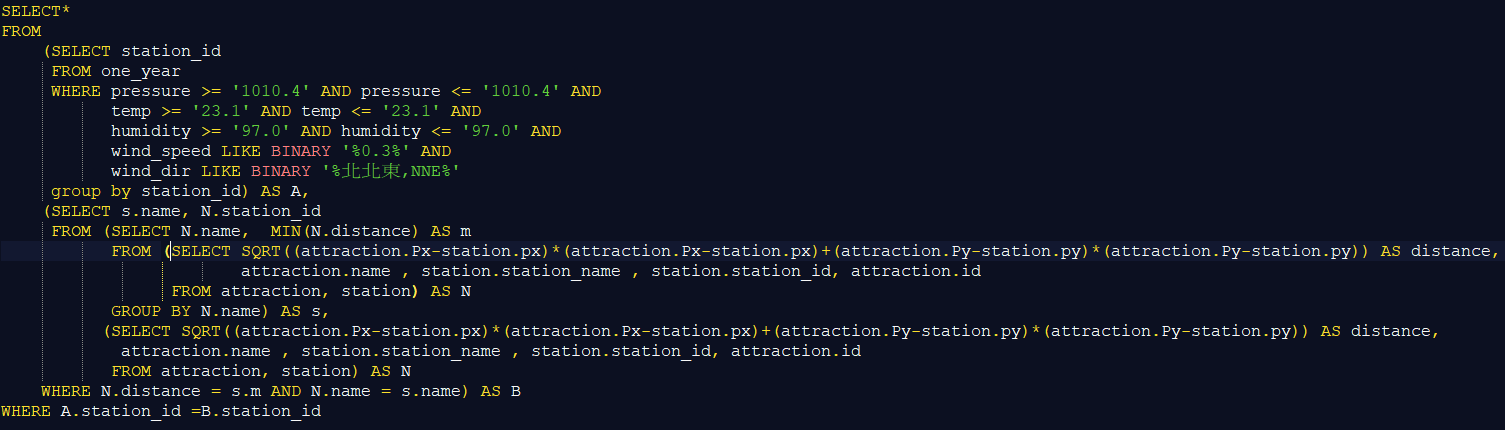 SELECT*
FROM
(SELECT station_id
FROM one_year
WHERE pressure >= '1010.4' AND pressure <= '1010.4' AND
temp >= '23.1' AND temp <= '23.1' AND
humidity >= '97.0' AND humidity <= '97.0' AND
wind_speed LIKE BINARY '%0.3%' AND
wind_dir LIKE BINARY '%北北東,NNE%'
group by station_id) AS A,
(SELECT s.name, N.station_id
FROM (SELECT N.name,  MIN(N.distance) AS m
FROM (SELECT SQRT((attraction.Px-station.px)*(attraction.Px-station.px)+(attraction.Py-station.py)*(attraction.Py-station.py)) AS distance,
attraction.name , station.station_name , station.station_id, attraction.id
FROM attraction, station) AS N
GROUP BY N.name) AS s,
(SELECT SQRT((attraction.Px-station.px)*(attraction.Px-station.px)+(attraction.Py-station.py)*(attraction.Py-station.py)) AS distance,
attraction.name , station.station_name , station.station_id, attraction.id
FROM attraction, station) AS N
WHERE N.distance = s.m AND N.name = s.name) AS B
WHERE A.station_id =B.station_id